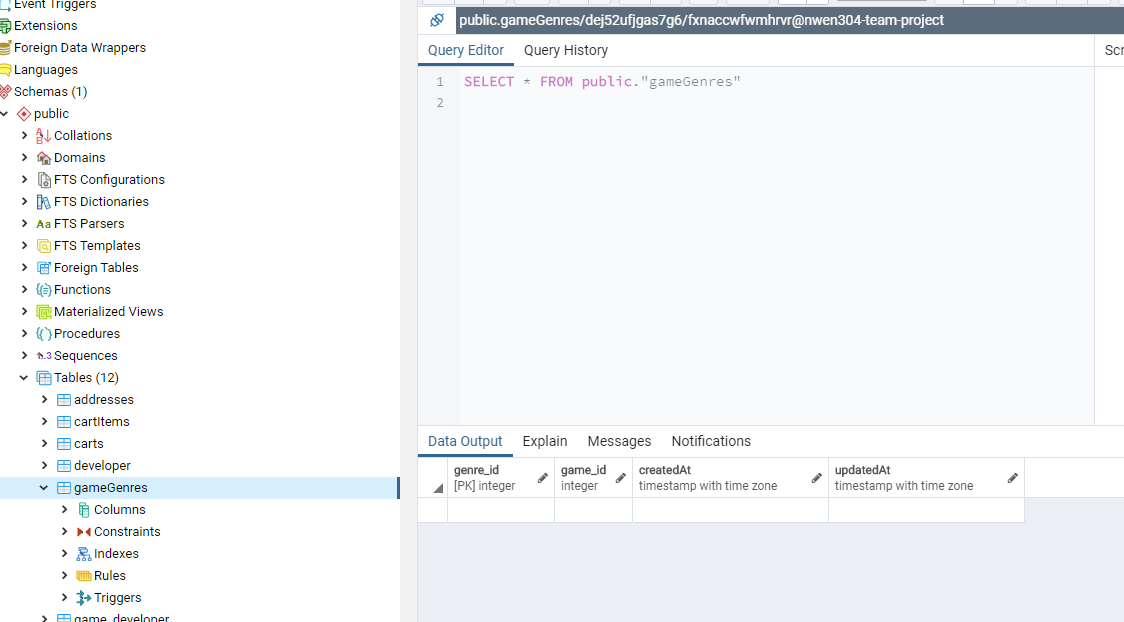 Event Triggers
Extensions
Foreign Data Wrappers
Languages
Schemas (1)
public
Collations
Domains
FTS Configurations
FTS Dictionaries
Aa FTS Parsers
FTS Templates
Foreign Tables
Functions
Materialized Views
Procedures
1..3 Sequences
Tables (12)
addresses
cartItems
carts
developer
gameGenres
Columns
Constraints
Indexes
Rules
Triggers
game_developer
public.gameGenres/dej52ufjgas7g6/fxnaccwfwmhrvr@nwen304-team-project
Query Editor Query History
Scr
1 SELECT * FROM public."gameGenres"
2
Data Output Explain Messages Notifications
genre_id game_id createdAt updatedAt
[PK] integer integer timestamp with time zone timestamp with time zone